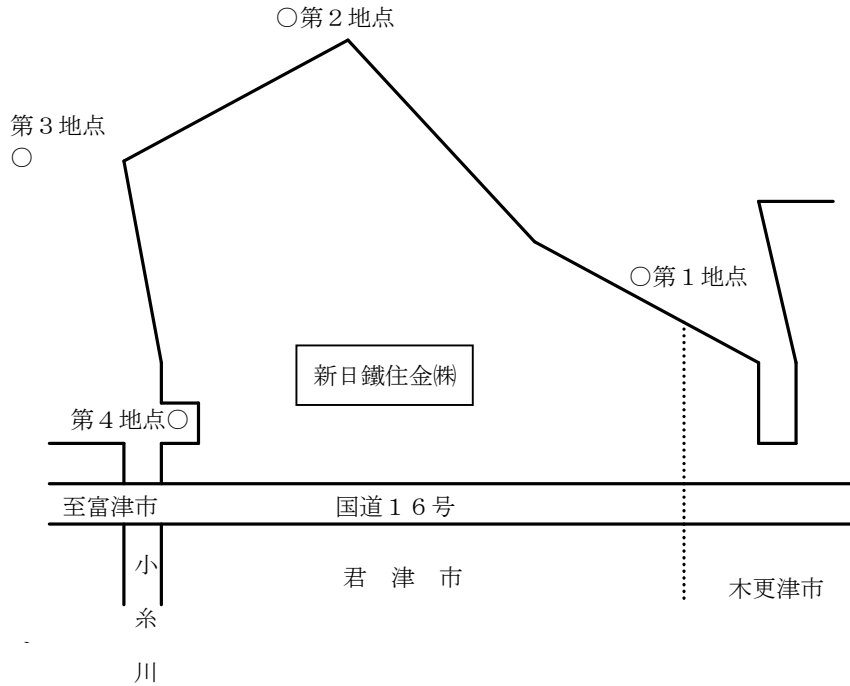 ○第２地点
第３地点
○
○第１地点
新日鐵住金㈱
第４地点○
至富津市
国道１６号
小糸川
君津市
木更津市